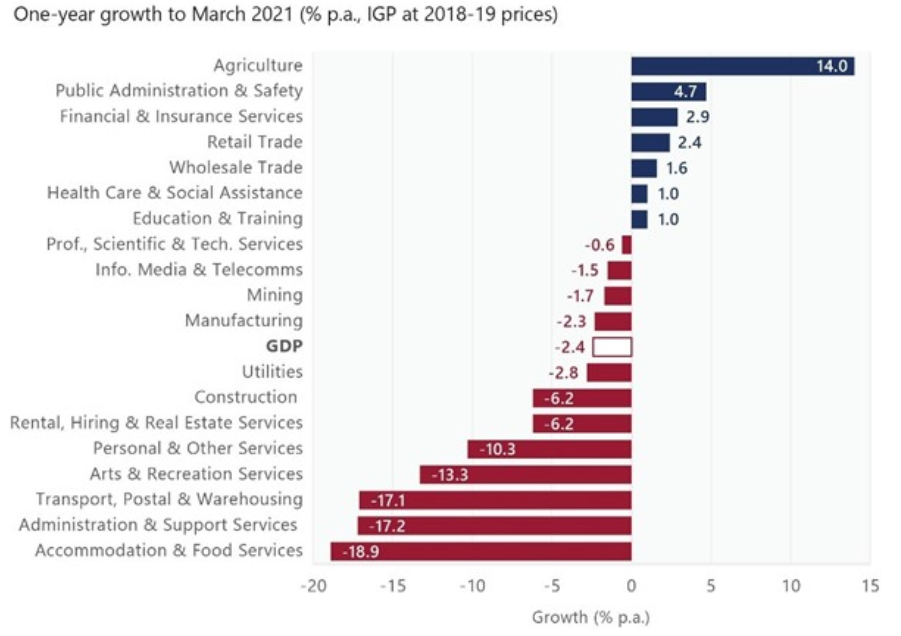 One-year growth to March 2021 (% p.a., IGP at 2018-19 prices)
Agriculture 14.0
Public Administration & Safety 4.7
Financial & Insurance Services 2.9
Retail Trade 2.4
Wholesale Trade 1.6
Health Care & Social Assistance 1.0
Education & Training 1.0
Prof., Scientific & Tech. Services -0.6
Info. Media & Telecomms -1.5
Mining -1.7
Manufacturing -2.3
GDP -2.4
Utilities -2.8
Construction -6.2
Rental, Hiring & Real Estate Services -6.2
Personal & Other Services -10.3
Arts & Recreation Services -13.3
Transport, Postal & Warehousing -17.1
Administration & Support Services -17.2
Accommodation & Food Services -18.9
-20 -15 -10 -5 0 5 10 15
Growth (% p.a.)